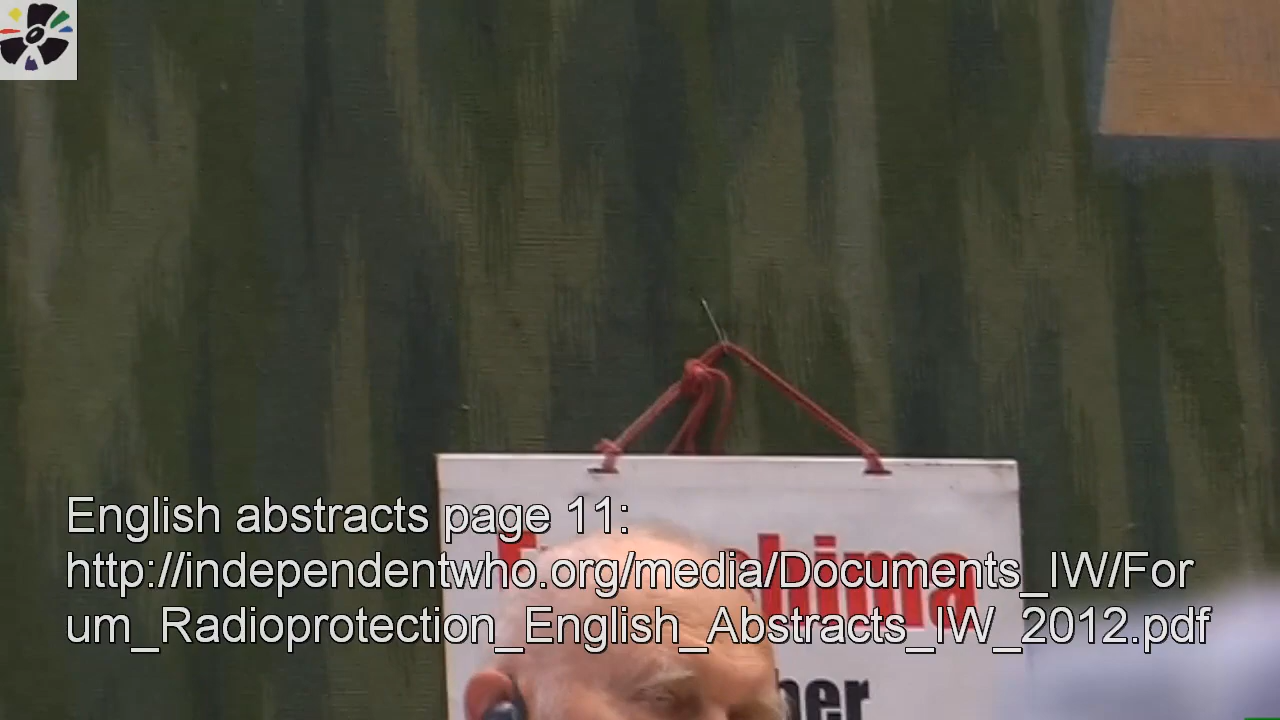 English abstracts page 11:
http://independentwho.org/media/Documents_IW/For
um_Radioprotection_English_Abstracts_IW_2012.pdf